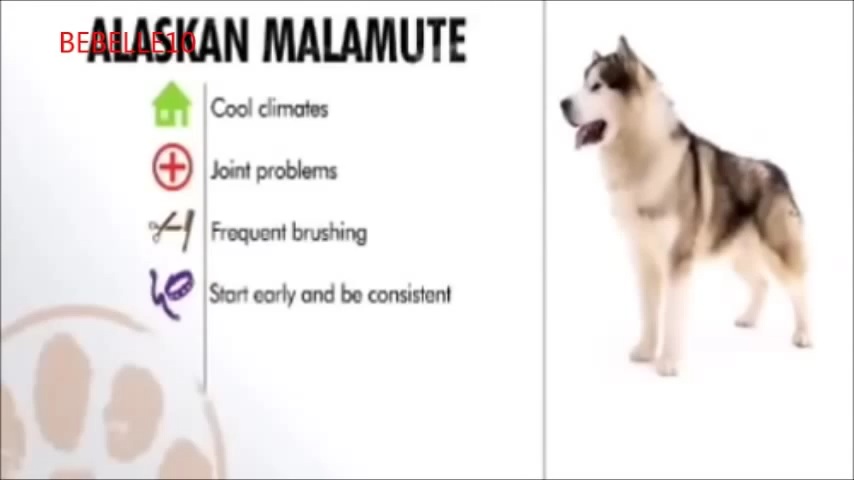 ALASKAN MALAMUTE
BEBELLE10
Cool climates
Joint problems
Frequent brushing
Start early and be consistent